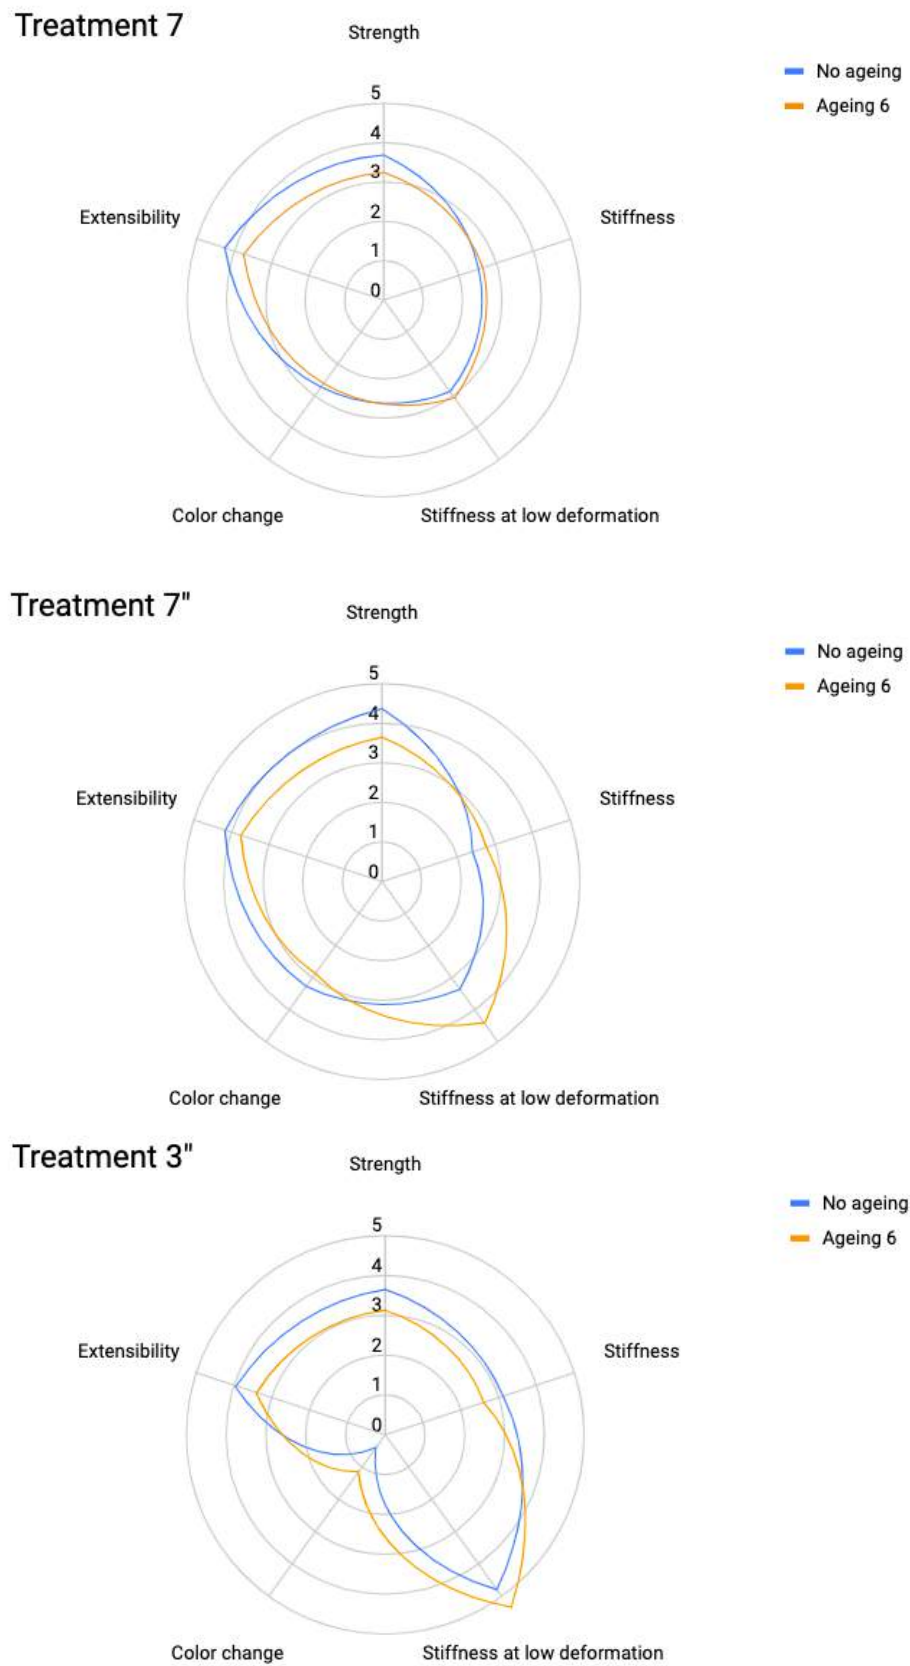 Treatment 7
Strength
No ageing
Ageing 6
5
4
3
2
1
0
Extensibility
Stiffness
Color change
Stiffness at low deformation
Treatment 7"
Strength
No ageing
Ageing 6
5
4
3
2
1
0
Extensibility
Stiffness
Color change
Stiffness at low deformation
Treatment 3"
Strength
No ageing
Ageing 6
5
4
3
2
1
0
Extensibility
Stiffness
Color change
Stiffness at low deformation